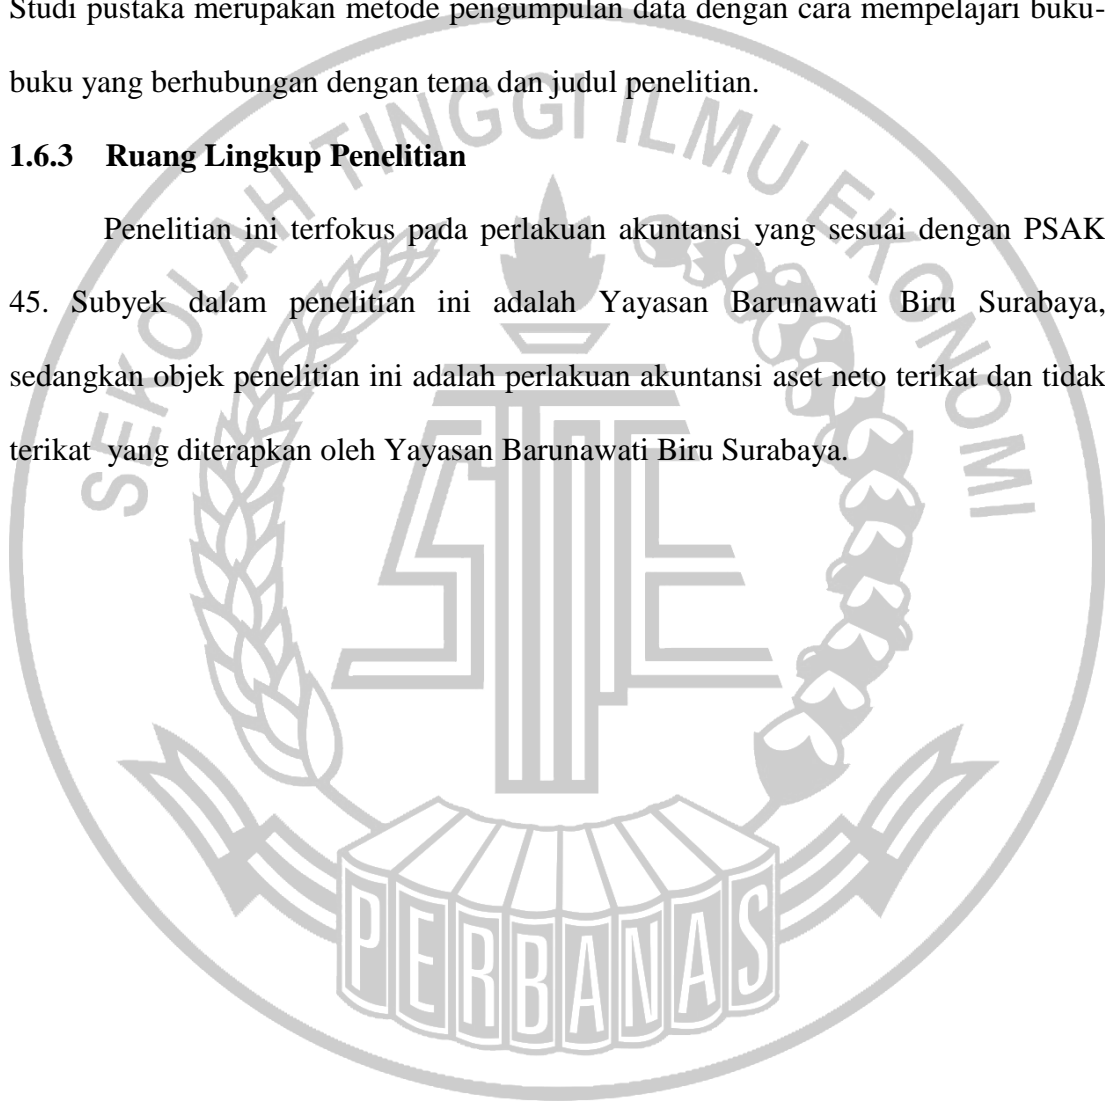 Studi pustaka merupakan metode pengumpulan data dengan cara mempelajari buku-
buku yang berhubungan dengan tema dan judul penelitian.
1.6.3 Ruang Lingkup Penelitian
Penelitian ini terfokus pada perlakuan akuntansi yang sesuai dengan PSAK
45. Subyek dalam penelitian ini adalah Yayasan Barunawati Biru Surabaya,
sedangkan objek penelitian ini adalah perlakuan akuntansi aset neto terikat dan tidak
terikat yang diterapkan oleh Yayasan Barunawati Biru Surabaya.
SEKOLAH TINGGI ILMU EKONOMI
STIE
PERBANAS